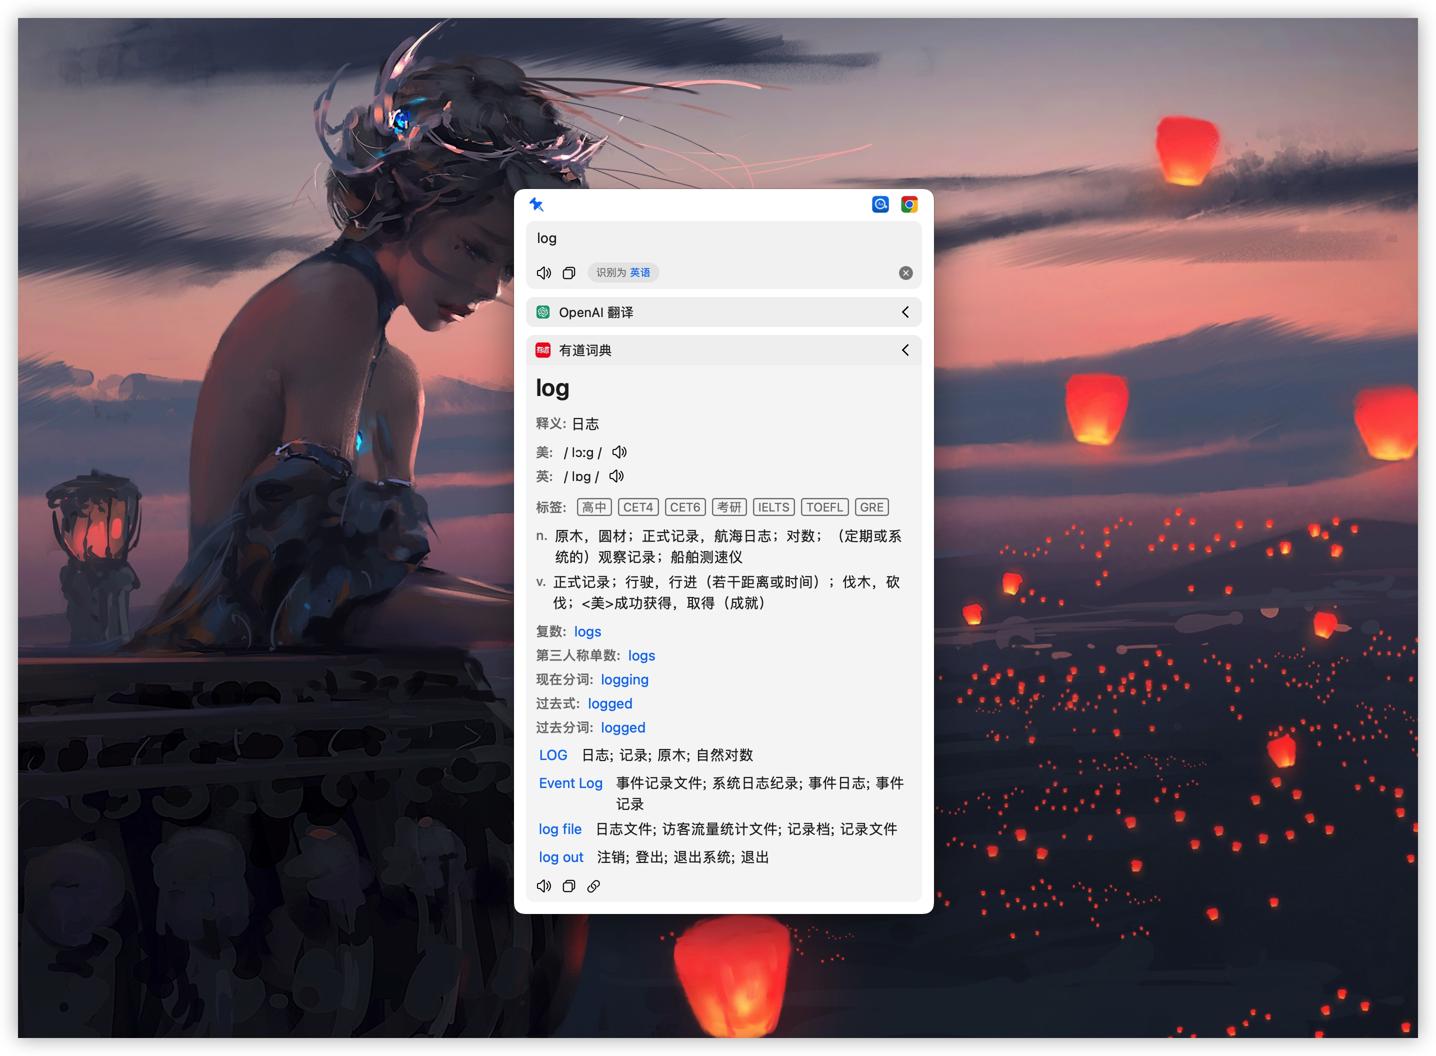 log
识别为 英语
OpenAI 翻译
有道词典
log
释义: 日志
美: / lɔːɡ /
英: / lɒɡ /
标签: 高中 CET4 CET6 考研 IELTS TOEFL GRE
n. 原木，圆材；正式记录，航海日志；对数；（定期或系
统的）观察记录；船舶测速仪
v. 正式记录；行驶，行进（若干距离或时间）；伐木，砍
伐；<美>成功获得，取得（成就）
复数: logs
第三人称单数: logs
现在分词: logging
过去式: logged
过去分词: logged
LOG 日志; 记录; 原木; 自然对数
Event Log 事件记录文件; 系统日志纪录; 事件日志; 事件
记录
log file 日志文件; 访客流量统计文件; 记录档; 记录文件
log out 注销; 登出; 退出系统; 退出